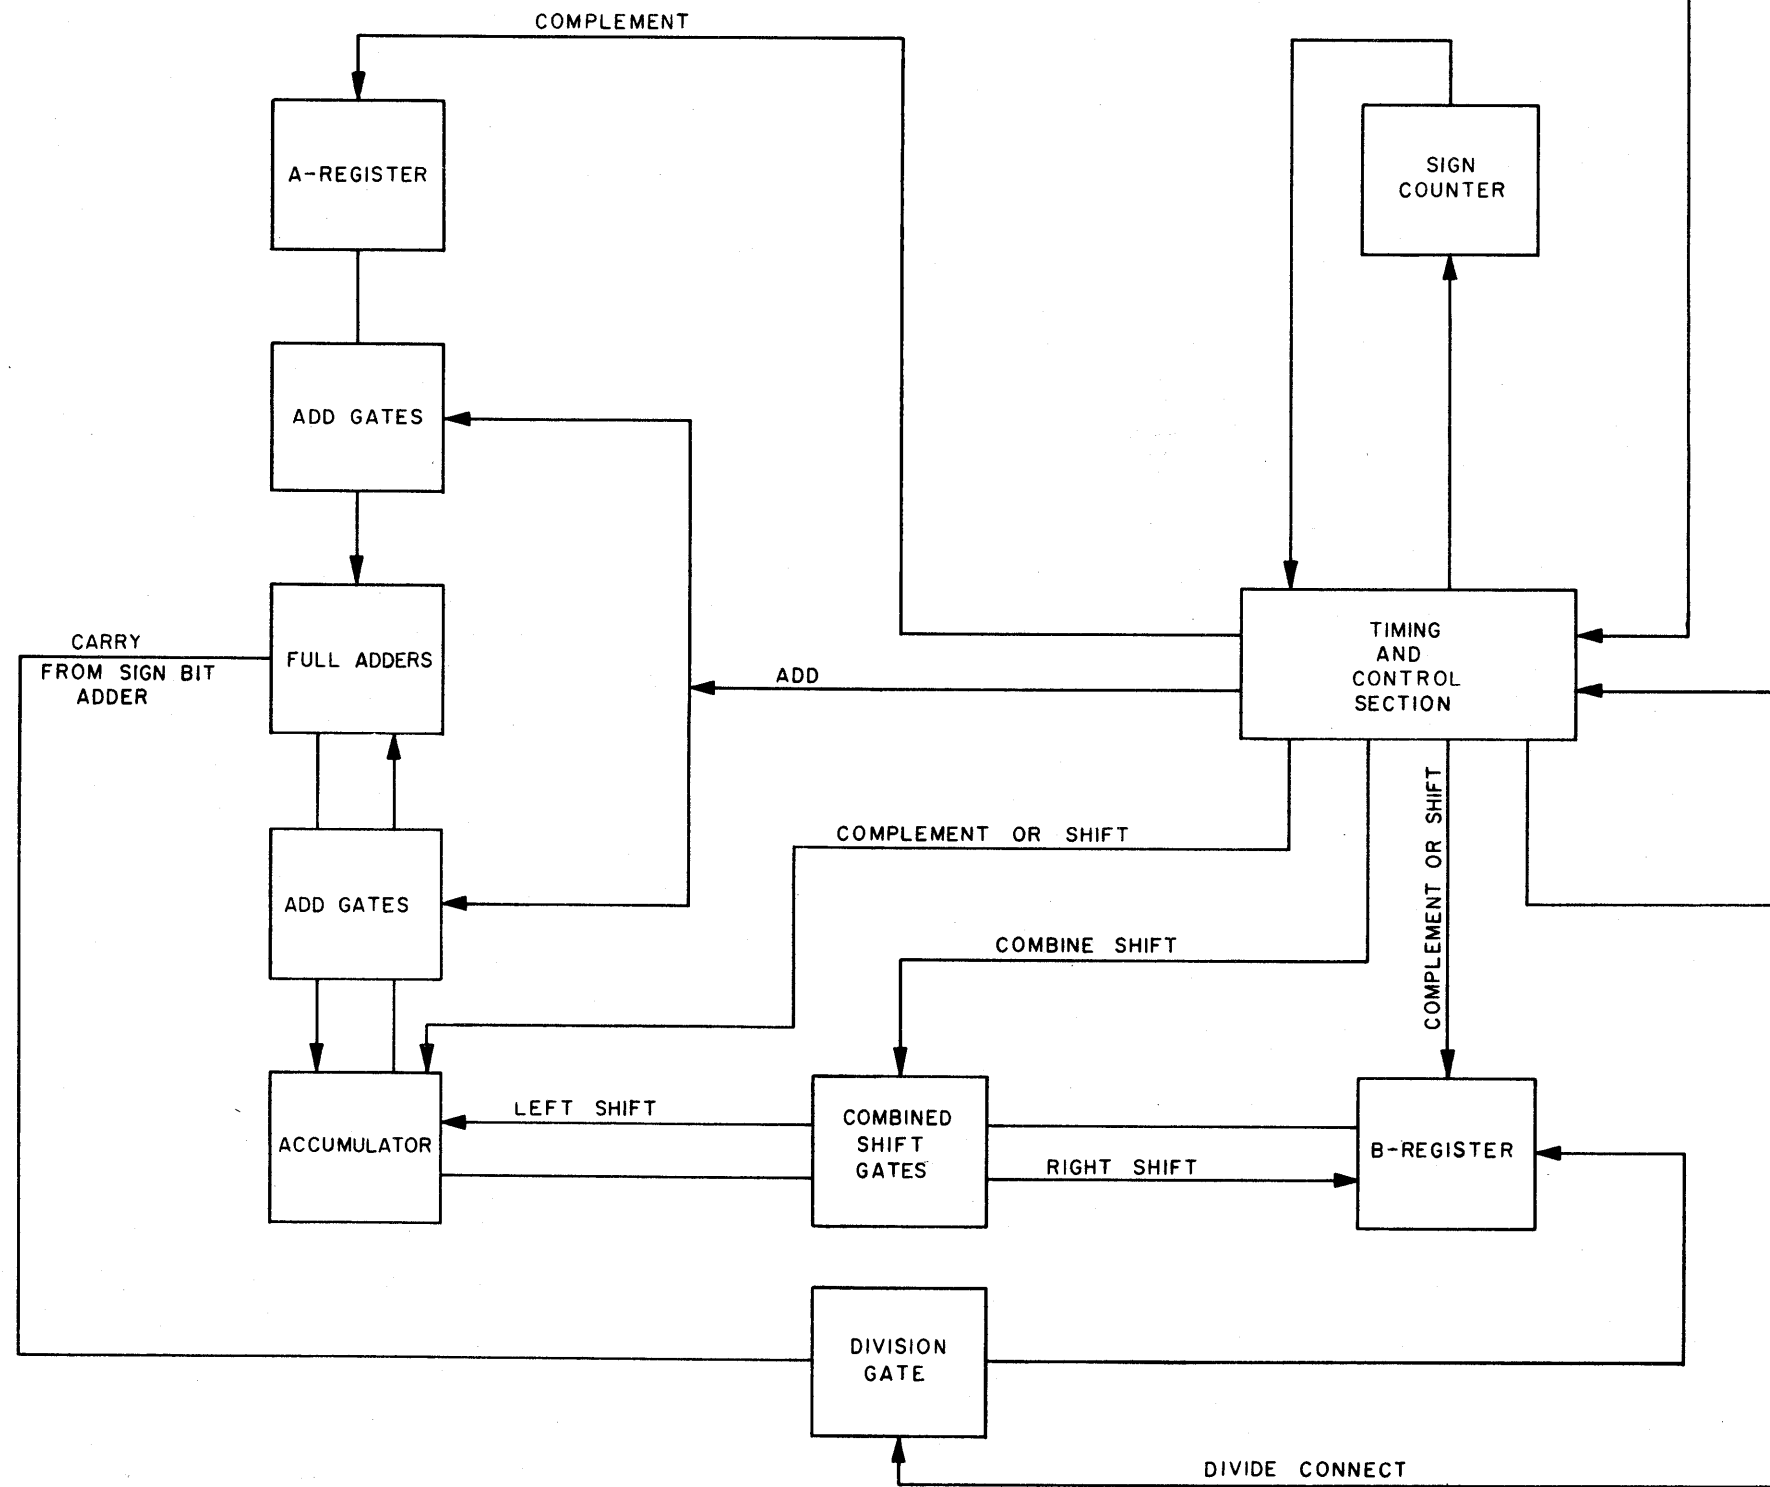 COMPLEMENT
A-REGISTER
SIGN
COUNTER
ADD GATES
CARRY
FROM SIGN BIT
ADDER
FULL ADDERS
ADD
TIMING
AND
CONTROL
SECTION
COMPLEMENT OR SHIFT
COMPLEMENT OR SHIFT
ADD GATES
COMBINE SHIFT
LEFT SHIFT
ACCUMULATOR
COMBINED
SHIFT
GATES
RIGHT SHIFT
B-REGISTER
DIVISION
GATE
DIVIDE CONNECT